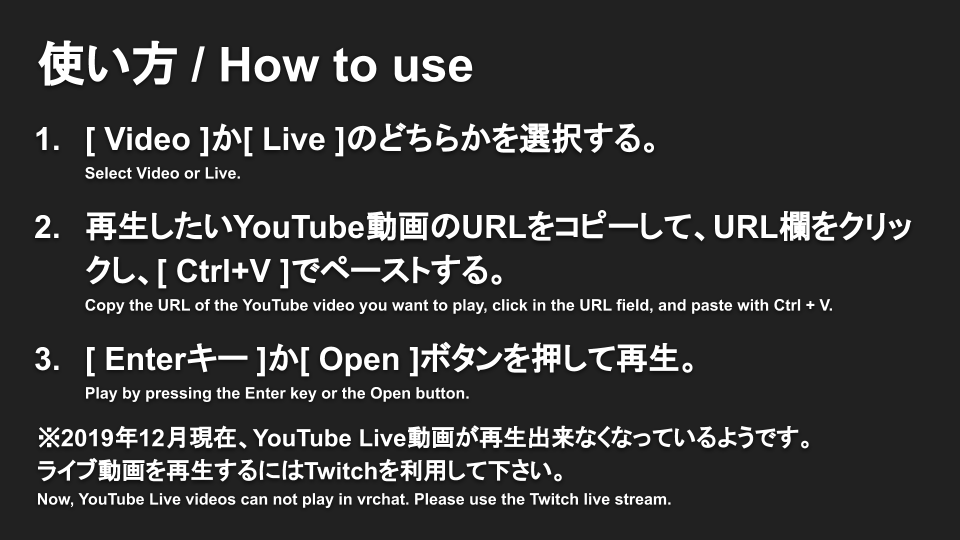 使い方 / How to use
1. [ Video ]か[ Live ]のどちらかを選択する。
Select Video or Live.
2. 再生したいYouTube動画のURLをコピーして、URL欄をクリッ
クし、[ Ctrl+V ]でペーストする。
Copy the URL of the YouTube video you want to play, click in the URL field, and paste with Ctrl + V.
3. [ Enterキー ]か[ Open ]ボタンを押して再生。
Play by pressing the Enter key or the Open button.
※2019年12月現在、YouTube Live動画が再生出来なくなっているようです。
ライブ動画を再生するにはTwitchを利用して下さい。
Now, YouTube Live videos can not play in vrchat. Please use the Twitch live stream.